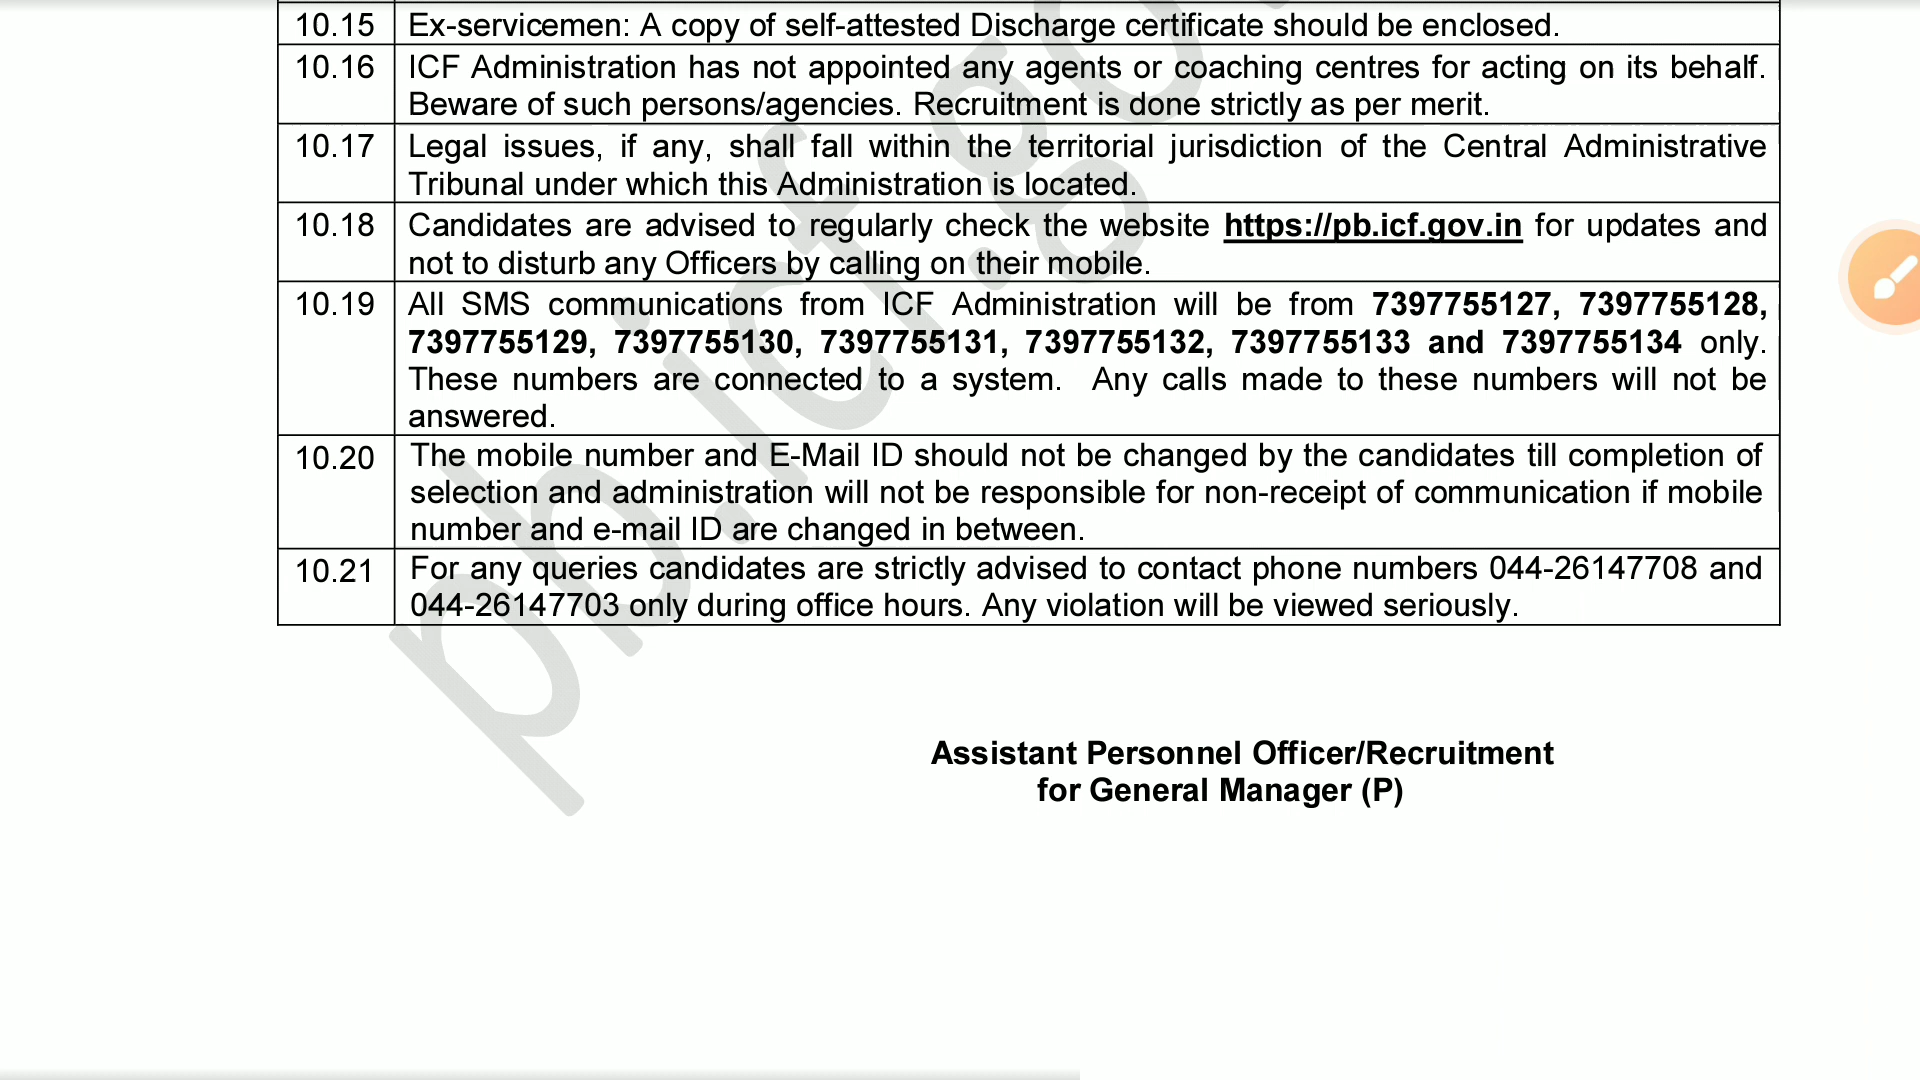 10.15 Ex-servicemen: A copy of self-attested Discharge certificate should be enclosed.
10.16 ICF Administration has not appointed any agents or coaching centres for acting on its behalf.
Beware of such persons/agencies. Recruitment is done strictly as per merit.
10.17 Legal issues, if any, shall fall within the territorial jurisdiction of the Central Administrative
Tribunal under which this Administration is located.
10.18 Candidates are advised to regularly check the website https://pb.icf.gov.in for updates and
not to disturb any Officers by calling on their mobile.
10.19 All SMS communications from ICF Administration will be from 7397755127, 7397755128,
7397755129, 7397755130, 7397755131, 7397755132, 7397755133 and 7397755134 only.
These numbers are connected to a system. Any calls made to these numbers will not be
answered.
10.20 The mobile number and E-Mail ID should not be changed by the candidates till completion of
selection and administration will not be responsible for non-receipt of communication if mobile
number and e-mail ID are changed in between.
10.21 For any queries candidates are strictly advised to contact phone numbers 044-26147708 and
044-26147703 only during office hours. Any violation will be viewed seriously.
Assistant Personnel Officer/Recruitment
for General Manager (P)